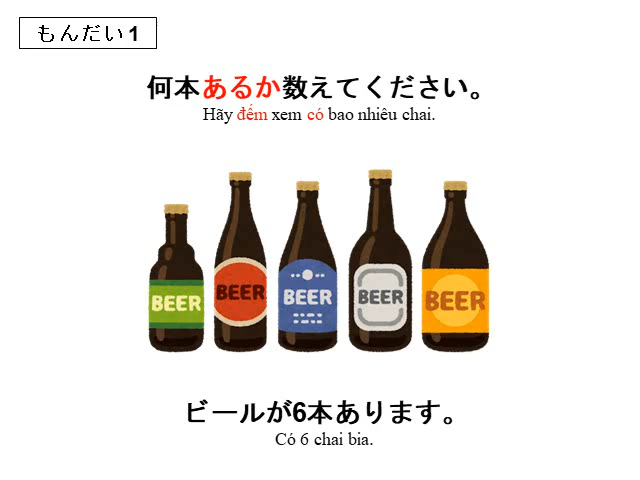 もんだい1
何本あるか数えてください。
Hãy đếm xem có bao nhiêu chai.
BEER BEER BEER BEER BEER
ビールが6本あります。
Có 6 chai bia.